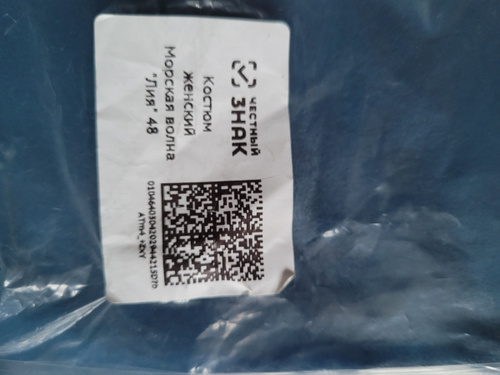 ЧЕСТНЫЙ
ЗНАК
Костюм
женский
Морская волна
"Лия" 48